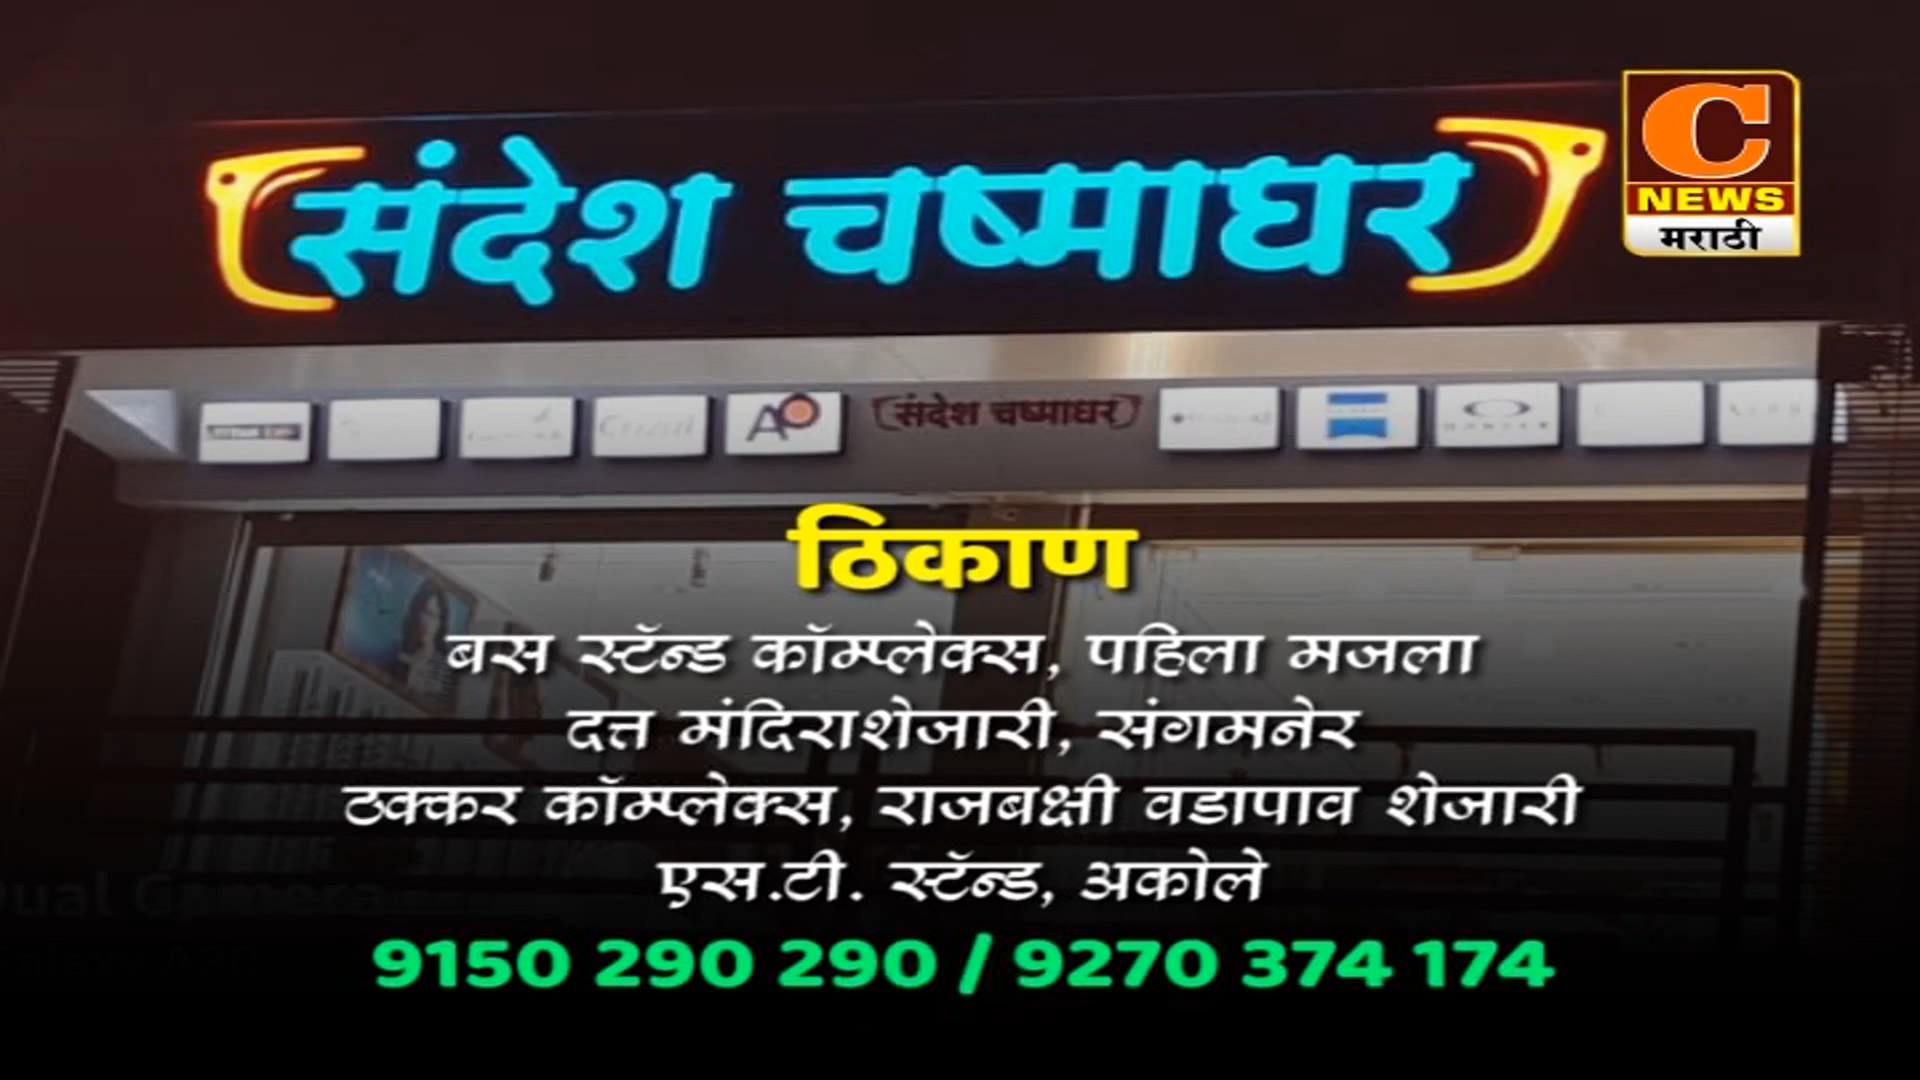 संदेश चष्माघर
C
NEWS
मराठी
संदेश चष्माघर
ठिकाण
बस स्टॅन्ड कॉम्प्लेक्स, पहिला मजला
दत्त मंदिराशेजारी, संगमनेर
ठक्कर कॉम्प्लेक्स, राजबक्षी वडापाव शेजारी
एस.टी. स्टॅन्ड, अकोले
9150 290 290 / 9270 374 174